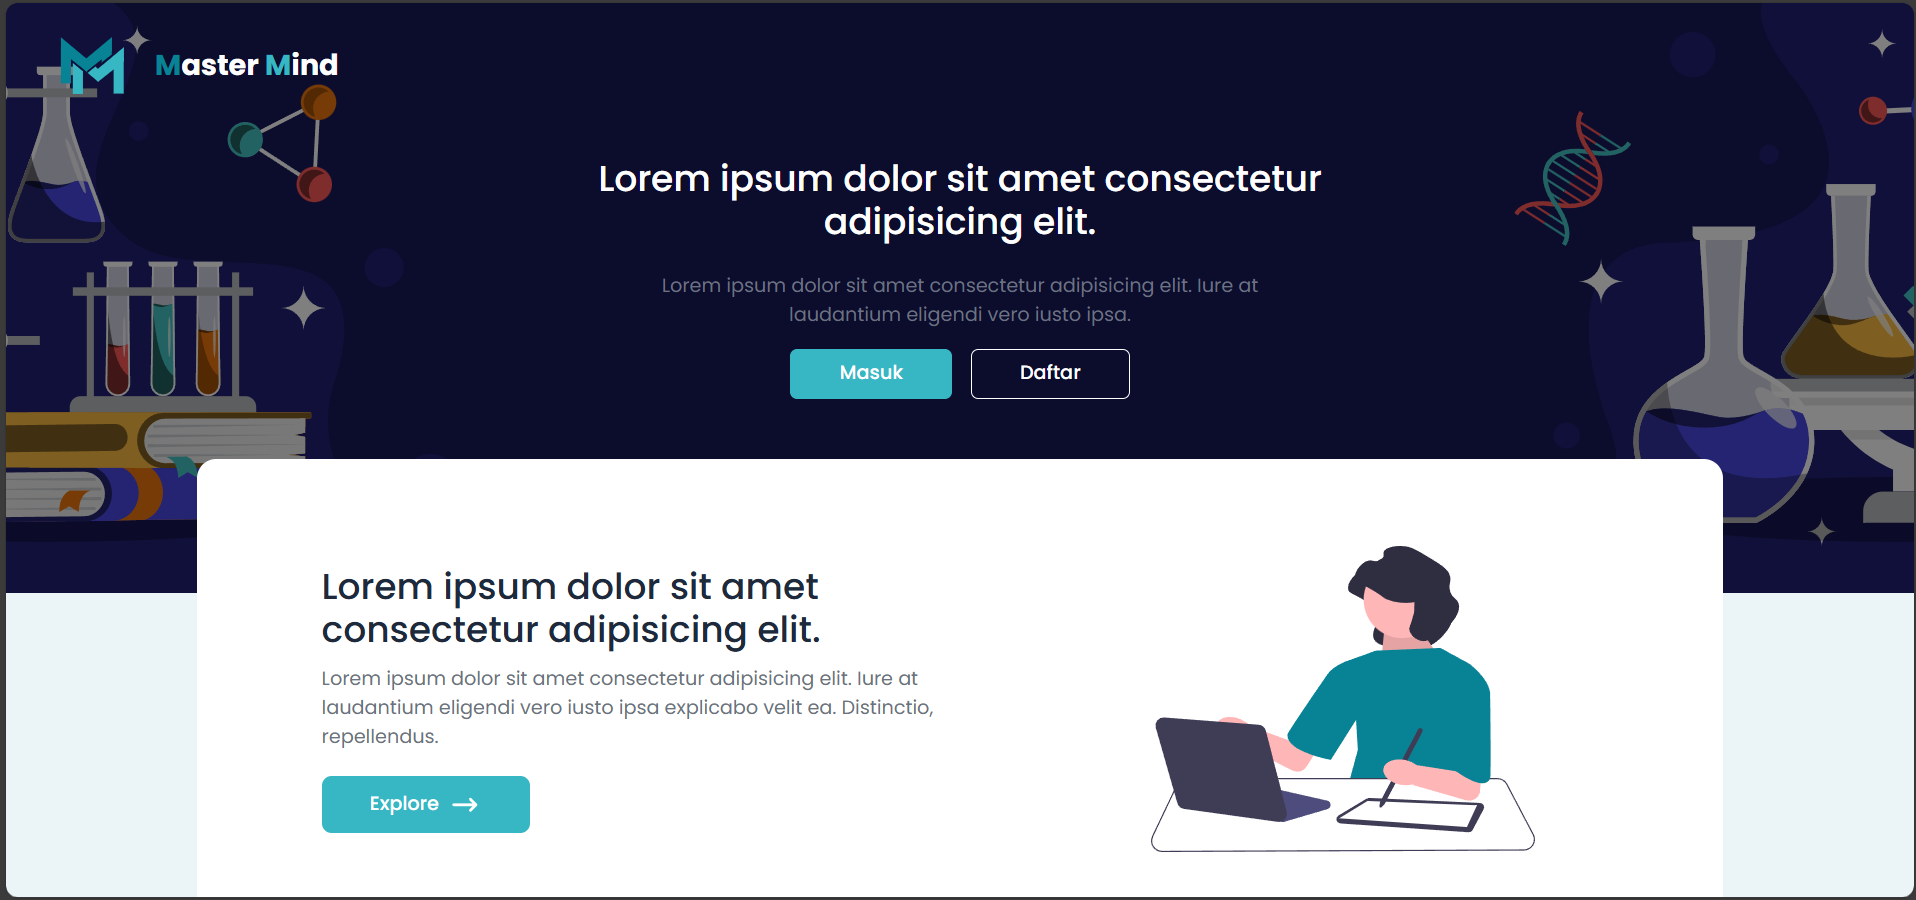 Master Mind
Lorem ipsum dolor sit amet consectetur
adipisicing elit.
Lorem ipsum dolor sit amet consectetur adipisicing elit. Iure at
laudantium eligendi vero iusto ipsa.
Masuk
Daftar
Lorem ipsum dolor sit amet
consectetur adipisicing elit.
Lorem ipsum dolor sit amet consectetur adipisicing elit. Iure at
laudantium eligendi vero iusto ipsa explicabo velit ea. Distinctio,
repellendus.
Explore